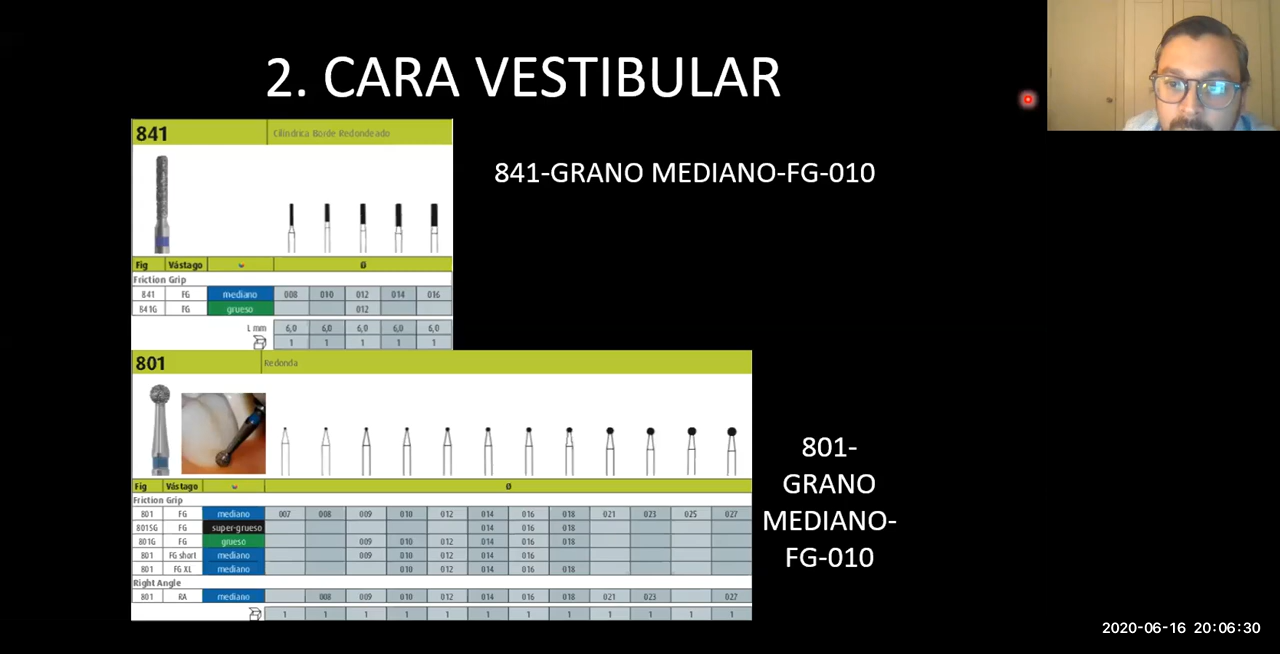 2. CARA VESTIBULAR
841 Cilíndrica Borde Redondeado
841-GRANO MEDIANO-FG-010
Fig Vástago Ø
Friction Grip
841 FG mediano 008 010 012 014 016
841G FG grueso 012
L mm 6,0 6,0 6,0 6,0 6,0
1 1 1 1 1
801 Redonda
801-
GRANO
MEDIANO-
FG-010
Fig Vástago Ø
Friction Grip
801 FG mediano 007 008 009 010 012 014 016 018 021 023 025 027
801SG FG super-grueso 014 016 018
801G FG grueso 009 010 012 014 016 018
801 FG short mediano 009 010 012 014 016
801 FG XL mediano 010 012 014 016 018
Right Angle
801 RA mediano 008 009 010 012 014 016 018 021 023 027
1 1 1 1 1 1 1 1 1 1 1 1
2020-06-16 20:06:30